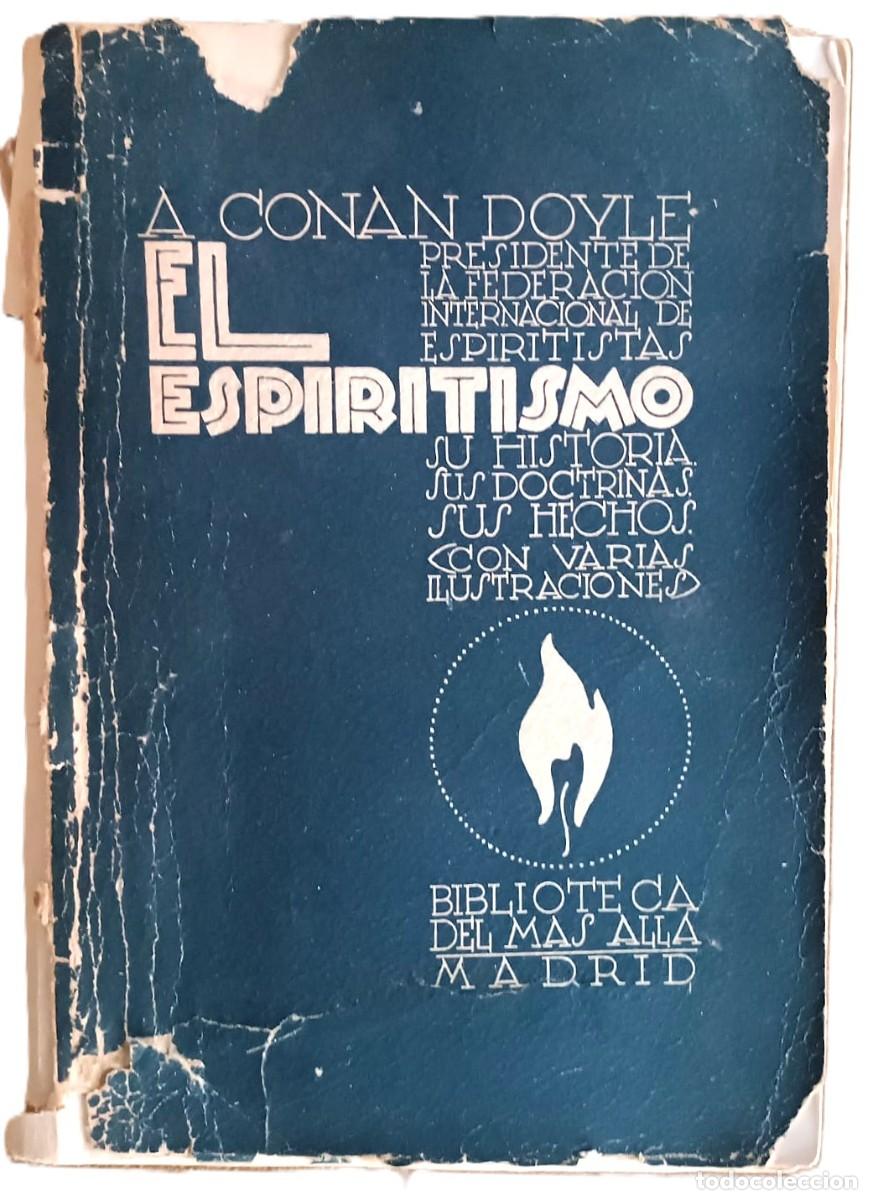 A CONAN DOYLE
PRESIDENTE DE
LA FEDERACION
INTERNACIONAL DE
ESPIRITISTAS
EL
ESPIRITISMO
SU HISTORIA.
SUS DOCTRINAS.
SUS HECHOS.
<CON VARIAS
ILUSTRACIONES>
BIBLIOTECA
DEL MAS ALLA
MADRID
todocoleccion